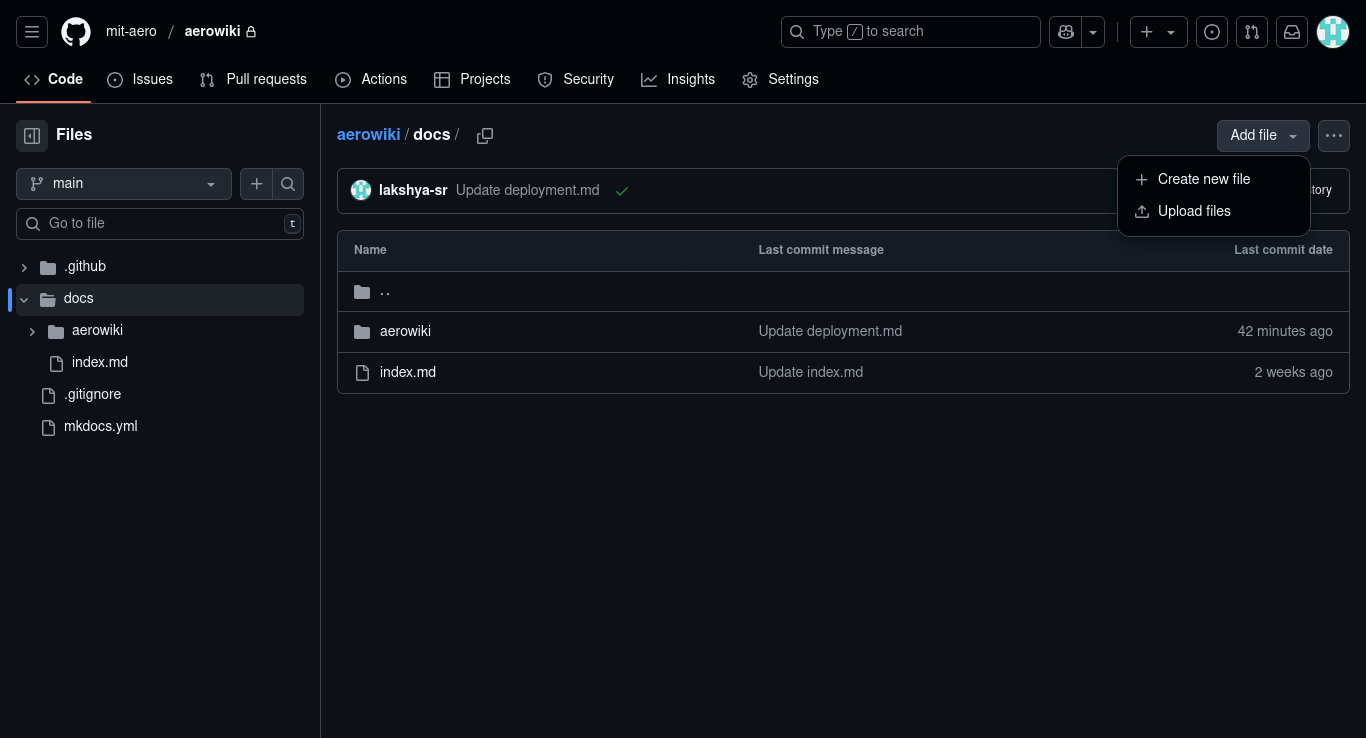 mit-aero / aerowiki
Type / to search
Code Issues Pull requests Actions Projects Security Insights Settings
Files
main
Go to file t
.github
docs
aerowiki
index.md
.gitignore
mkdocs.yml
aerowiki / docs /
Add file
Create new file
Upload files
lakshya-sr Update deployment.md
tory
Name Last commit message Last commit date
..
aerowiki Update deployment.md 42 minutes ago
index.md Update index.md 2 weeks ago